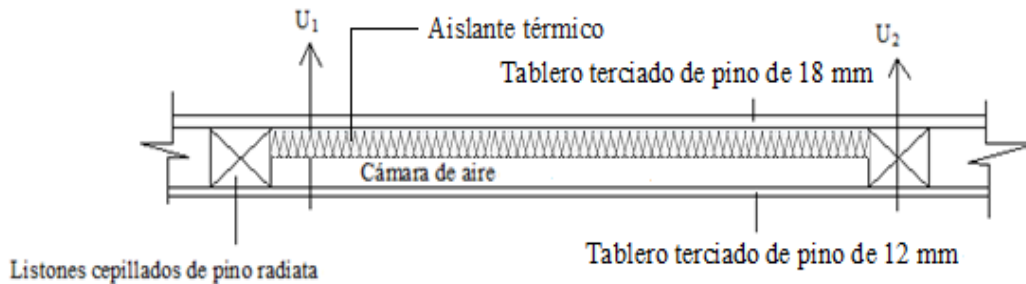 U1
Aislante térmico
U2
Tablero terciado de pino de 18 mm
Cámara de aire
Tablero terciado de pino de 12 mm
Listones cepillados de pino radiata